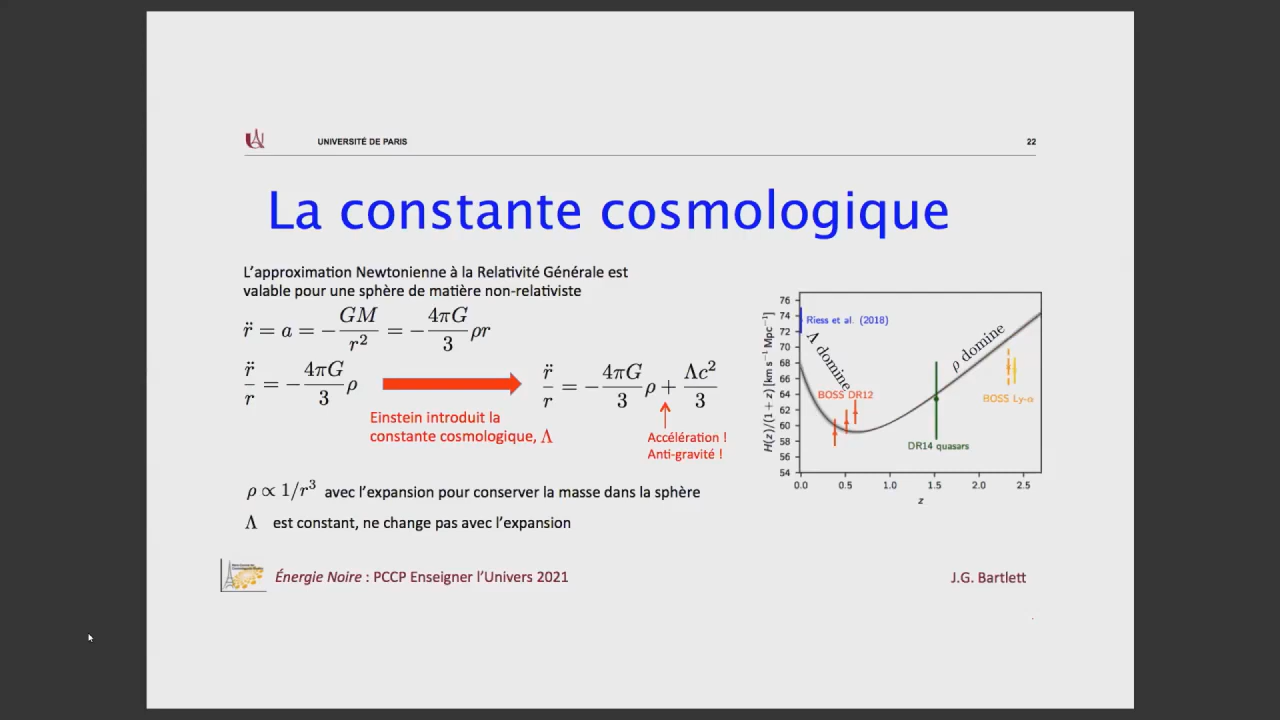 UNIVERSITÉ DE PARIS
22
La constante cosmologique
L'approximation Newtonienne à la Relativité Générale est
valable pour une sphère de matière non-relativiste
r̈ = a = −GM/r² = −4πG/3 ρr
r̈/r = −4πG/3 ρ
r̈/r = −4πG/3 ρ + Λc²/3
Einstein introduit la
constante cosmologique, Λ
Accélération !
Anti-gravité !
ρ ∝ 1/r³ avec l'expansion pour conserver la masse dans la sphère
Λ est constant, ne change pas avec l'expansion
H(z)/(1 + z) [km s⁻¹ Mpc⁻¹]
76
74
72
70
68
66
64
62
60
58
56
54
Riess et al. (2018)
Λ domine
ρ domine
BOSS DR12
BOSS Ly-α
DR14 quasars
0.0 0.5 1.0 1.5 2.0 2.5
z
Énergie Noire : PCCP Enseigner l'Univers 2021
J.G. Bartlett